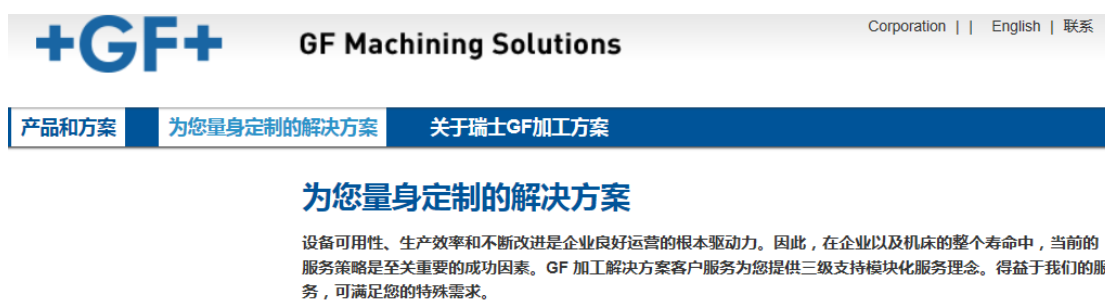 +GF+
GF Machining Solutions
Corporation | | English | 联系
产品和方案 为您量身定制的解决方案 关于瑞士GF加工方案
为您量身定制的解决方案
设备可用性、生产效率和不断改进是企业良好运营的根本驱动力。因此，在企业以及机床的整个寿命中，当前的
服务策略是至关重要的成功因素。GF 加工解决方案客户服务为您提供三级支持模块化服务理念。得益于我们的服
务，可满足您的特殊需求。